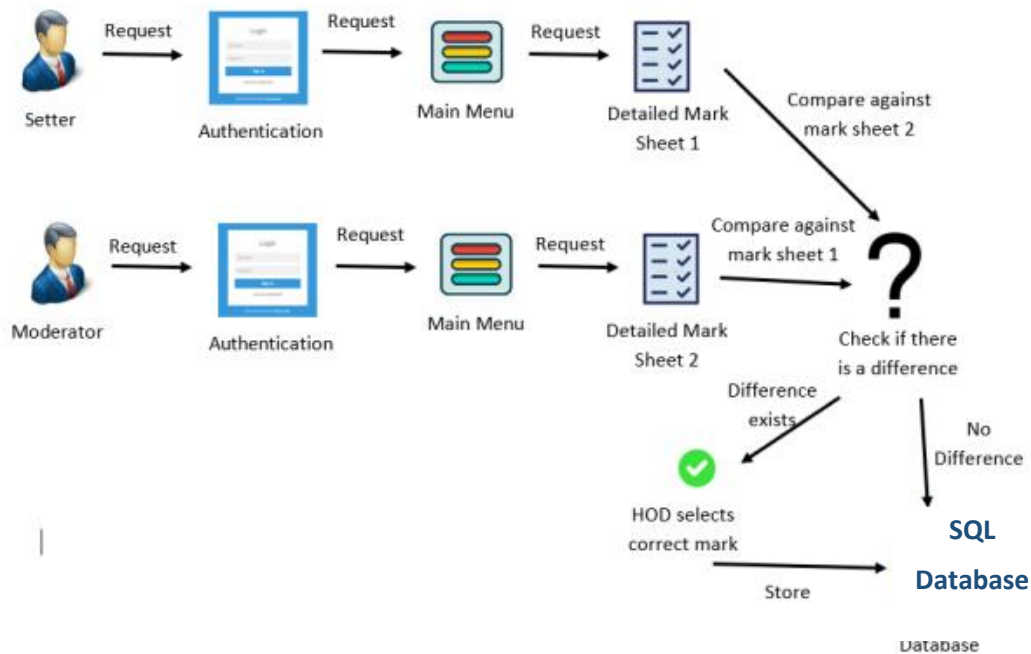 Request
Request
Request
Login
Setter
Authentication
Main Menu
Detailed Mark
Sheet 1
Compare against
mark sheet 2
Request
Request
Request
Login
Moderator
Authentication
Main Menu
Detailed Mark
Sheet 2
Compare against
mark sheet 1
?
Check if there
is a difference
Difference
exists
No
Difference
HOD selects
correct mark
Store
SQL
Database
Database